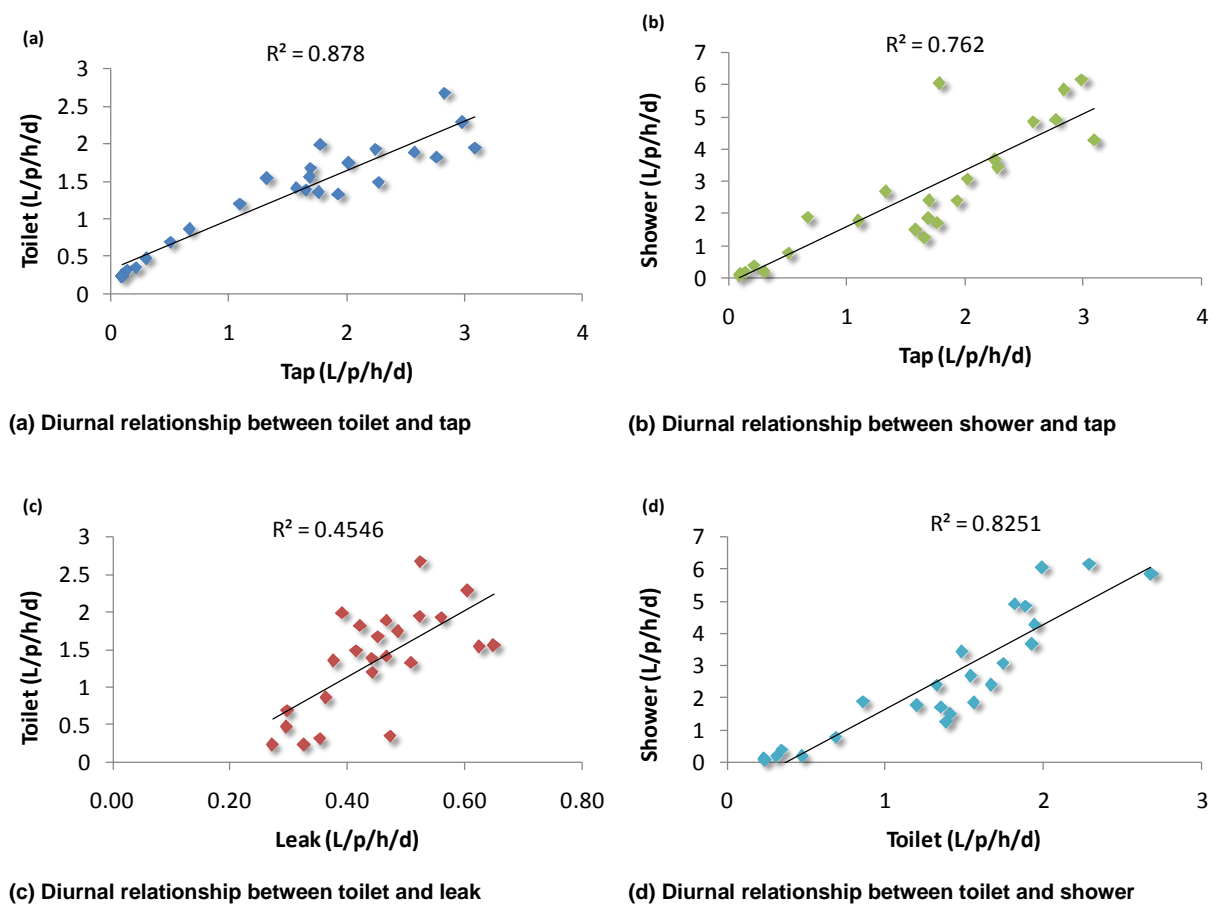 (a)
R² = 0.878
3
2.5
2
1.5
1
0.5
0
0 1 2 3 4
Toilet (L/p/h/d)
Tap (L/p/h/d)
(a) Diurnal relationship between toilet and tap
(b)
R² = 0.762
7
6
5
4
3
2
1
0
0 1 2 3 4
Shower (L/p/h/d)
Tap (L/p/h/d)
(b) Diurnal relationship between shower and tap
(c)
R² = 0.4546
3
2.5
2
1.5
1
0.5
0
0.00 0.20 0.40 0.60 0.80
Toilet (L/p/h/d)
Leak (L/p/h/d)
(c) Diurnal relationship between toilet and leak
(d)
R² = 0.8251
7
6
5
4
3
2
1
0
0 1 2 3
Shower (L/p/h/d)
Toilet (L/p/h/d)
(d) Diurnal relationship between toilet and shower